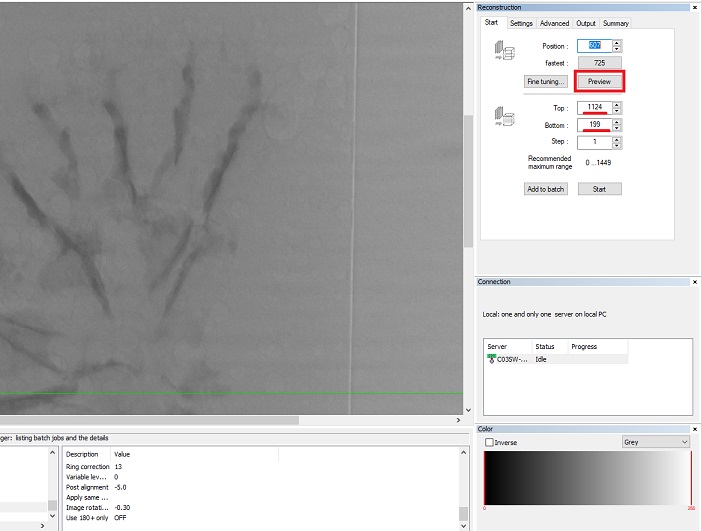 Reconstruction
Start Settings Advanced Output Summary
Position :
fastest : 725
Fine tuning... Preview
Top : 1124
Bottom : 199
Step : 1
Recommended
maximum range 0 ...1449
Add to batch Start
Connection
Local: one and only one server on local PC
Server Status Progress
C03SW-... Idle
Color
Inverse Grey
0
ger: listing batch jobs and the details
Description Value
Ring correction 13
Variable lev... 0
Post alignment -5.0
Apply same ...
Image rotati... -0.30
Use 180+ only OFF